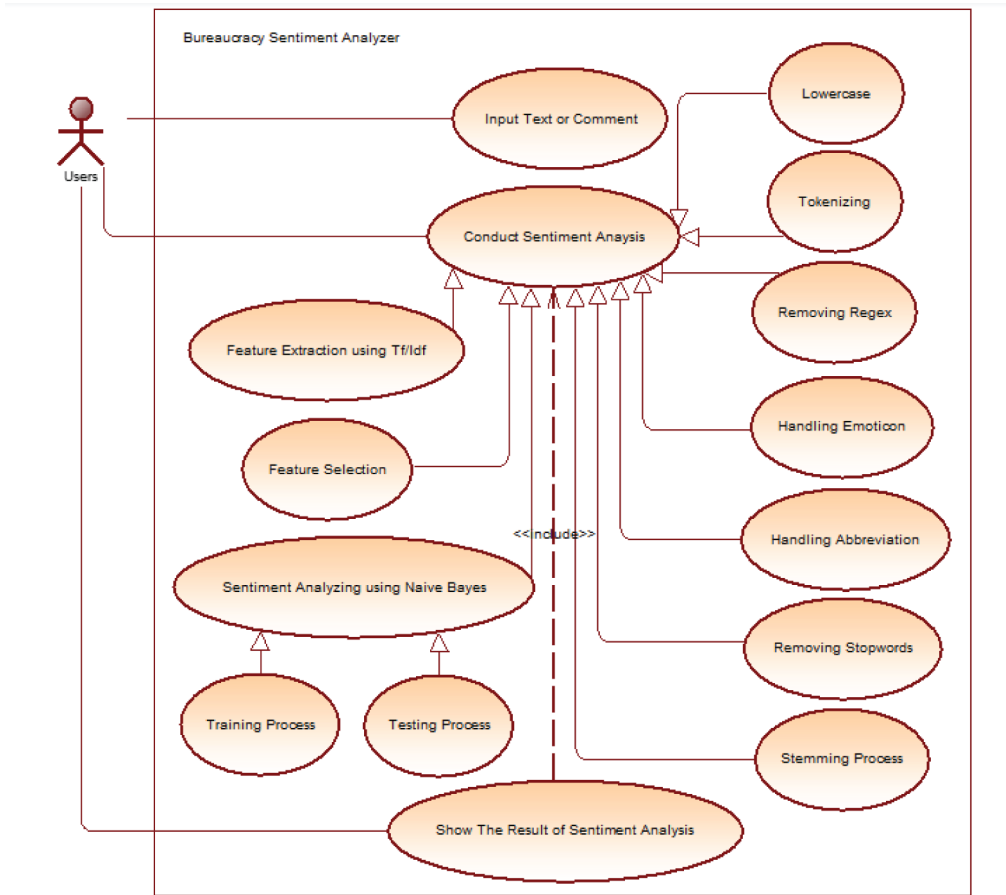 Bureaucracy Sentiment Analyzer
Lowercase
Input Text or Comment
Users
Tokenizing
Conduct Sentiment Anaysis
Removing Regex
Feature Extraction using Tf/Idf
Handling Emoticon
Feature Selection
<<include>>
Handling Abbreviation
Sentiment Analyzing using Naive Bayes
Removing Stopwords
Training Process
Testing Process
Stemming Process
Show The Result of Sentiment Analysis